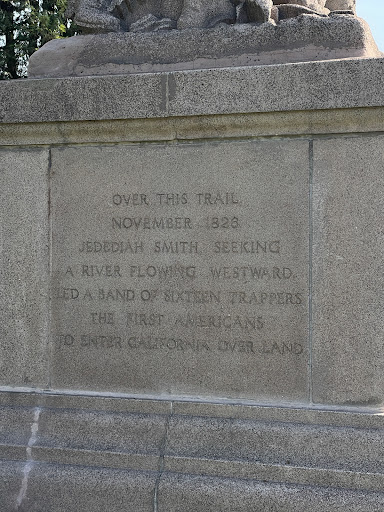 OVER THIS TRAIL
NOVEMBER 1826
JEDEDIAH SMITH SEEKING
A RIVER FLOWING WESTWARD,
LED A BAND OF SIXTEEN TRAPPERS
THE FIRST AMERICANS
TO ENTER CALIFORNIA OVER LAND